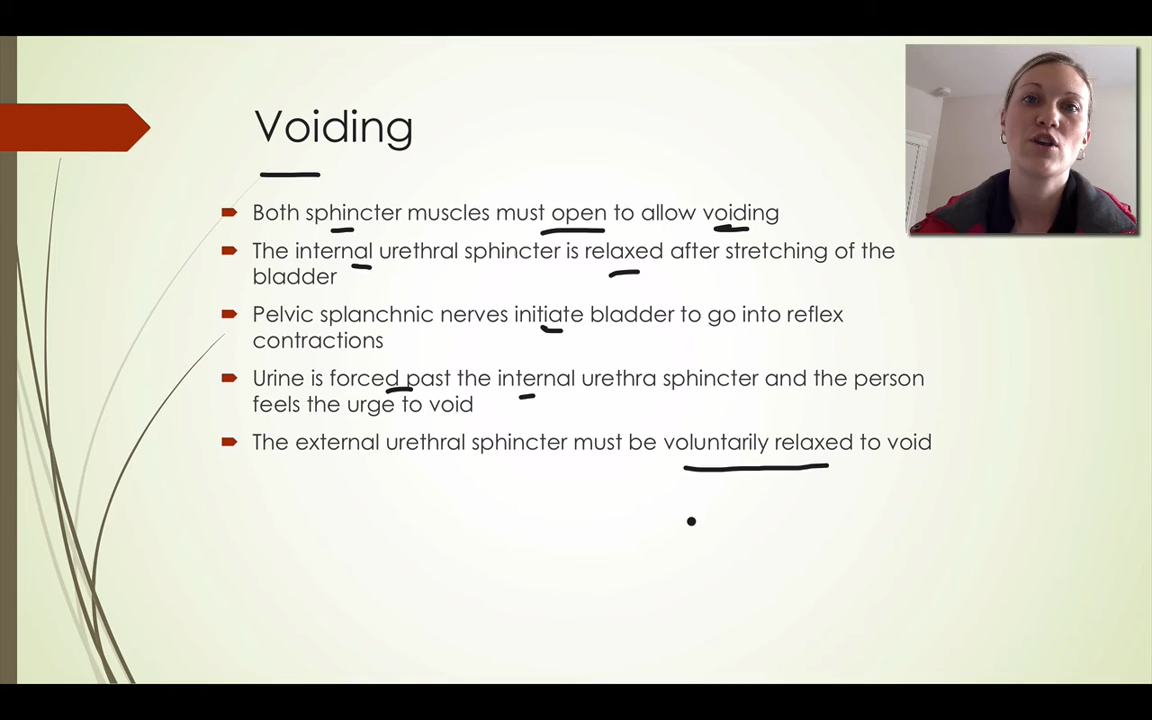 Voiding
Both sphincter muscles must open to allow voiding
The internal urethral sphincter is relaxed after stretching of the
bladder
Pelvic splanchnic nerves initiate bladder to go into reflex
contractions
Urine is forced past the internal urethra sphincter and the person
feels the urge to void
The external urethral sphincter must be voluntarily relaxed to void